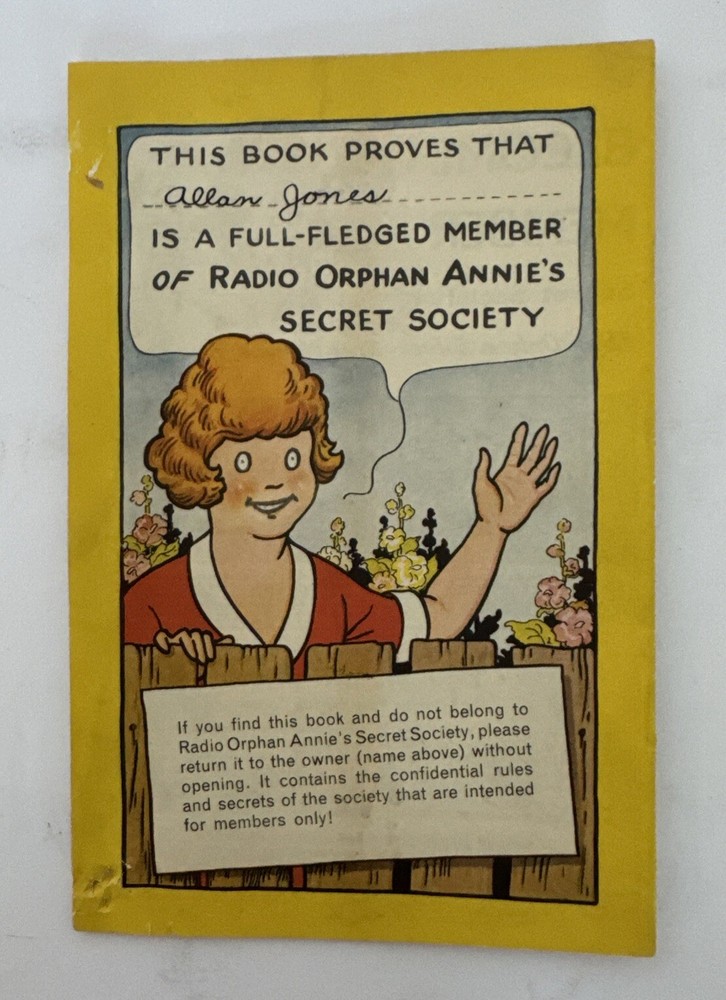 THIS BOOK PROVES THAT
Allan Jones
IS A FULL-FLEDGED MEMBER
OF RADIO ORPHAN ANNIE'S
SECRET SOCIETY
If you find this book and do not belong to
Radio Orphan Annie's Secret Society, please
return it to the owner (name above) without
opening. It contains the confidential rules
and secrets of the society that are intended
for members only!